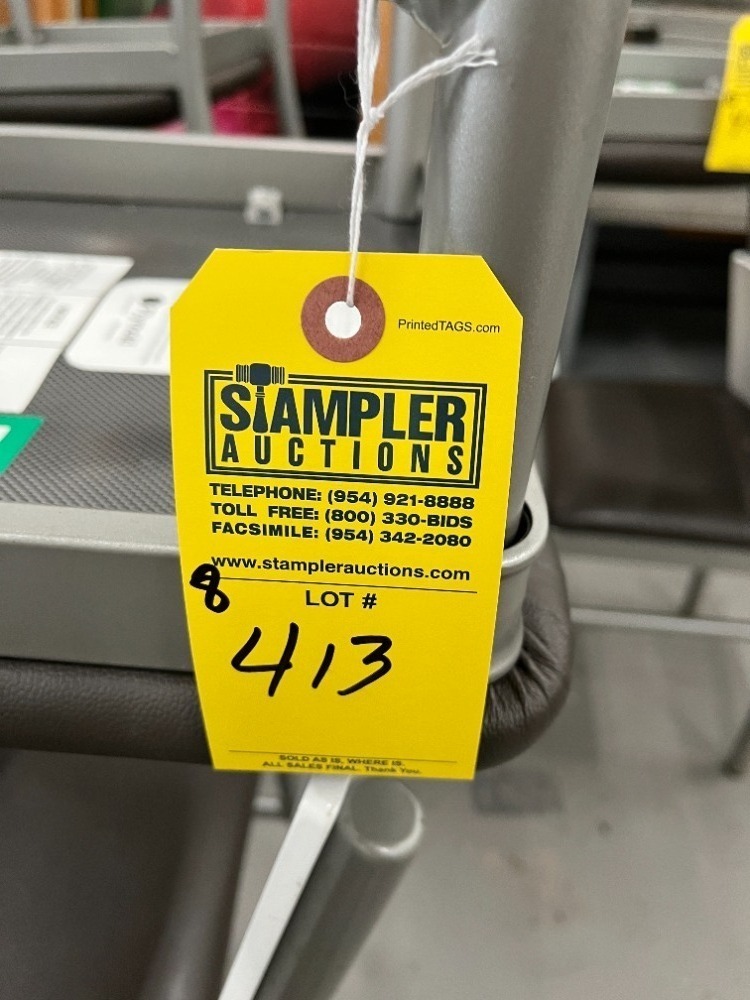 PrintedTAGS.com
STAMPLER
AUCTIONS
TELEPHONE: (954) 921-8888
TOLL FREE: (800) 330-BIDS
FACSIMILE: (954) 342-2080
www.stamplerauctions.com
8
LOT #
413
SOLD AS IS, WHERE IS.
ALL SALES FINAL. Thank You.